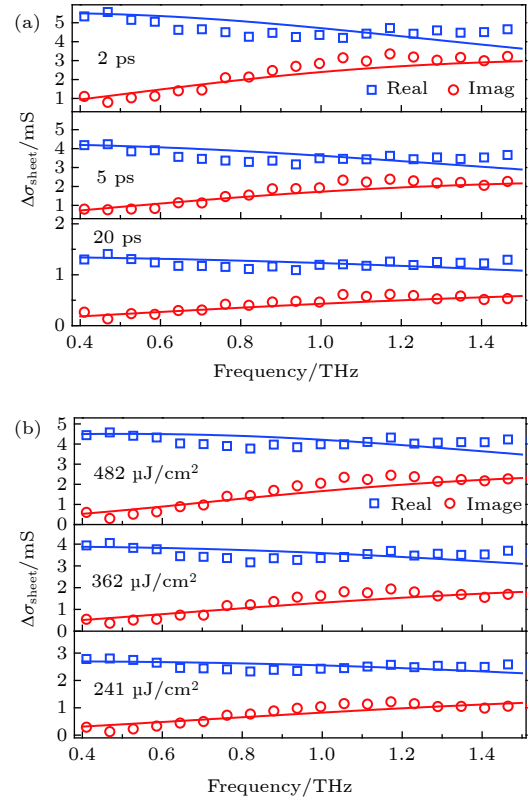 (a)
5
4
3
2
1
2 ps
Real
Imag
5
4
3
2
1
0
5 ps
2
1
0
20 ps
Δσsheet/mS
0.4
0.6
0.8
1.0
1.2
1.4
Frequency/THz
(b)
5
4
3
2
1
0
482 µJ/cm²
Real
Image
4
3
2
1
0
362 µJ/cm²
3
2
1
0
241 µJ/cm²
Δσsheet/mS
0.4
0.6
0.8
1.0
1.2
1.4
Frequency/THz